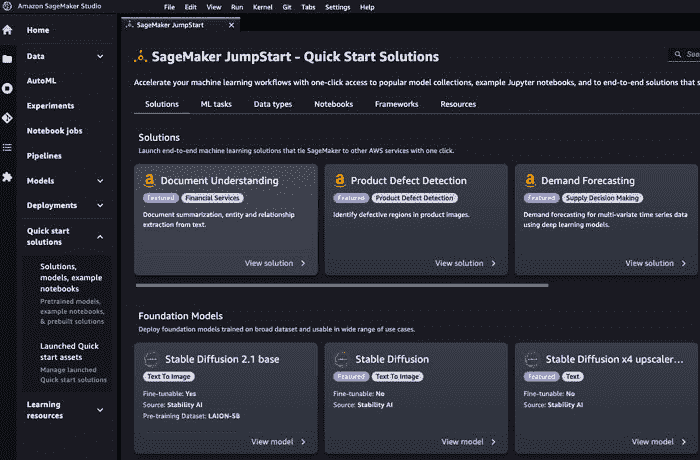 Amazon SageMaker Studio
File Edit View Run Kernel Git Tabs Settings Help
Home
Data
AutoML
Experiments
Notebook jobs
Pipelines
Models
Deployments
Quick start
solutions
Solutions,
models, example
notebooks
Pretrained models,
example notebooks,
& prebuilt solutions
Launched Quick
start assets
Manage launched
Quick start solutions
Learning
resources
SageMaker JumpStart
SageMaker JumpStart - Quick Start Solutions
Accelerate your machine learning workflows with one-click access to popular model collections, example Jupyter notebooks, and to end-to-end solutions that
Solutions ML tasks Data types Notebooks Frameworks Resources
Solutions
Launch end-to-end machine learning solutions that tie SageMaker to other AWS services with one click.
Document Understanding
Featured Financial Services
Document summarization, entity and relationship
extraction from text.
View solution
Product Defect Detection
Featured Product Defect Detection
Identify defective regions in product images.
View solution
Demand Forecasting
Featured Supply Decision Making
Demand forecasting for multi-variate time series data
using deep learning models.
View solution
Foundation Models
Deploy foundation models trained on broad dataset and usable in wide range of use cases.
Stable Diffusion 2.1 base
Text To Image
Fine-tunable: Yes
Source: Stability AI
Pre-training Dataset: LAION-5B
View model
Stable Diffusion
Featured Text To Image
Fine-tunable: No
Source: Stability AI
View model
Stable Diffusion x4 upscaler...
Featured Text
Fine-tunable: No
Source: Stability AI
View model